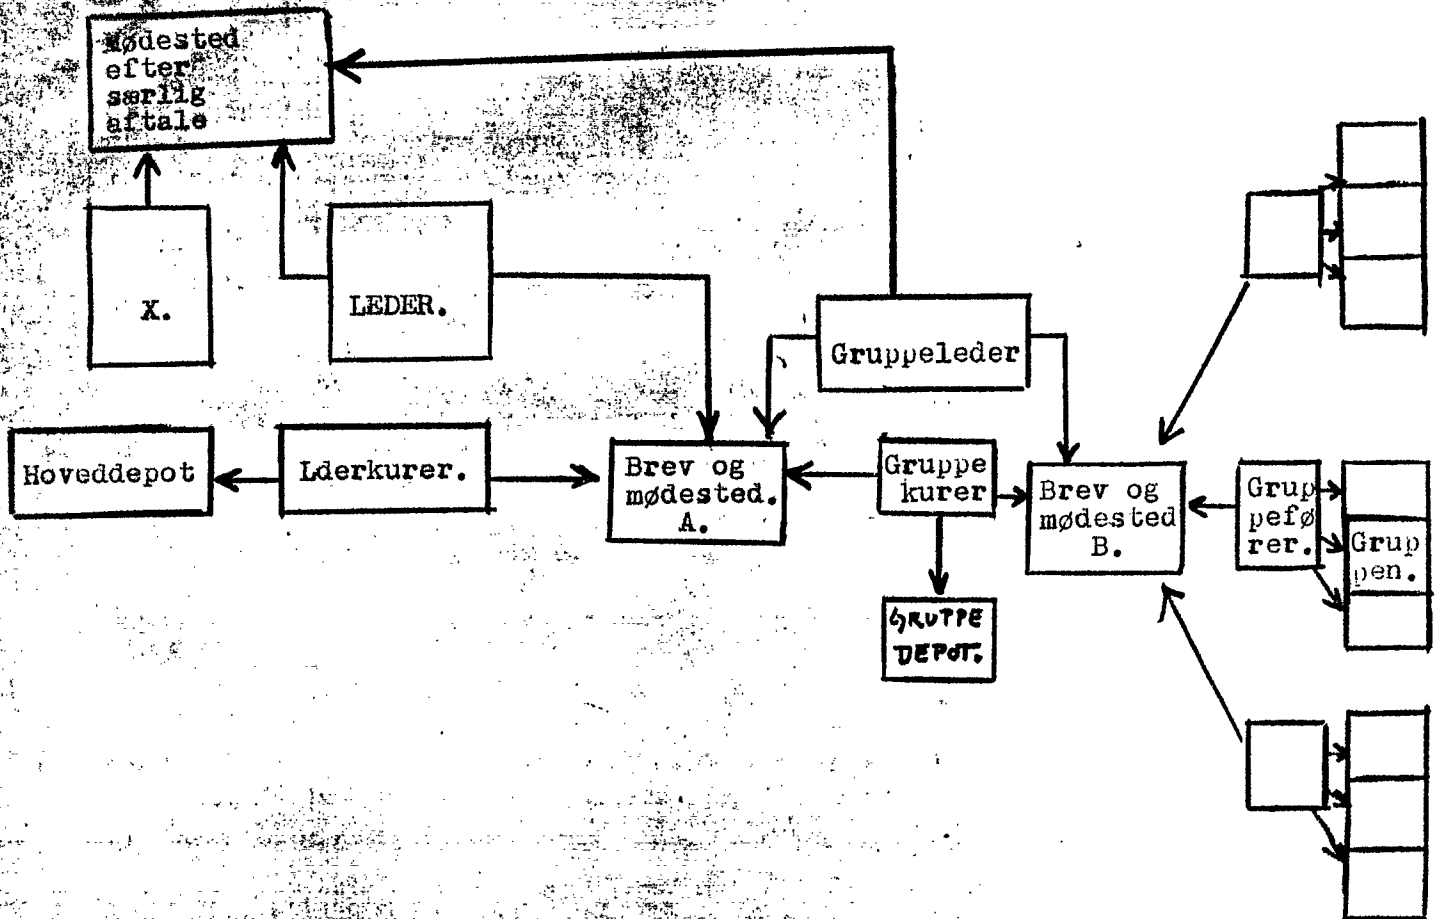 Mødested
efter
særlig
aftale
X.
LEDER.
Gruppeleder
Hoveddepot
Lderkurer.
Brev og
mødested.
A.
Gruppe
kurer
Brev og
mødested
B.
Grup
pefø
rer.
Grup
pen.
GRUPPE
DEPOT.